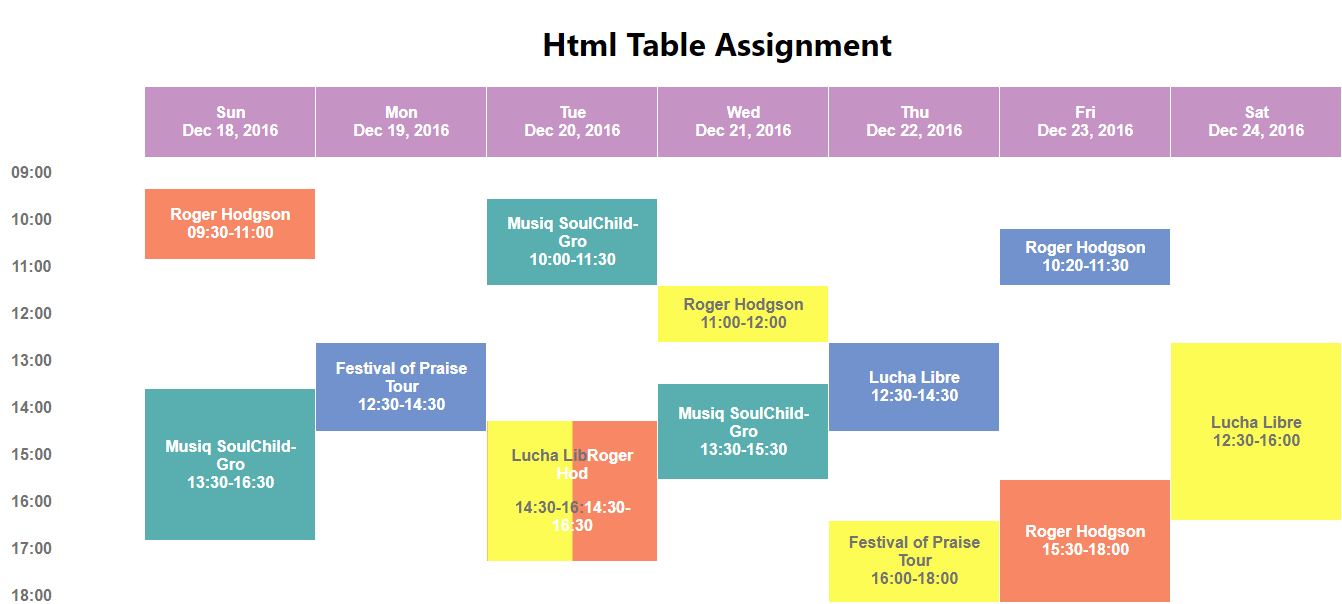 Html Table Assignment
Sun
Dec 18, 2016
Mon
Dec 19, 2016
Tue
Dec 20, 2016
Wed
Dec 21, 2016
Thu
Dec 22, 2016
Fri
Dec 23, 2016
Sat
Dec 24, 2016
09:00
10:00
11:00
12:00
13:00
14:00
15:00
16:00
17:00
18:00
Roger Hodgson
09:30-11:00
Musiq SoulChild-
Gro
13:30-16:30
Festival of Praise
Tour
12:30-14:30
Musiq SoulChild-
Gro
10:00-11:30
Lucha LibRoger
Hod
14:30-16:14:30-
16:30
Roger Hodgson
11:00-12:00
Musiq SoulChild-
Gro
13:30-15:30
Lucha Libre
12:30-14:30
Festival of Praise
Tour
16:00-18:00
Roger Hodgson
10:20-11:30
Roger Hodgson
15:30-18:00
Lucha Libre
12:30-16:00